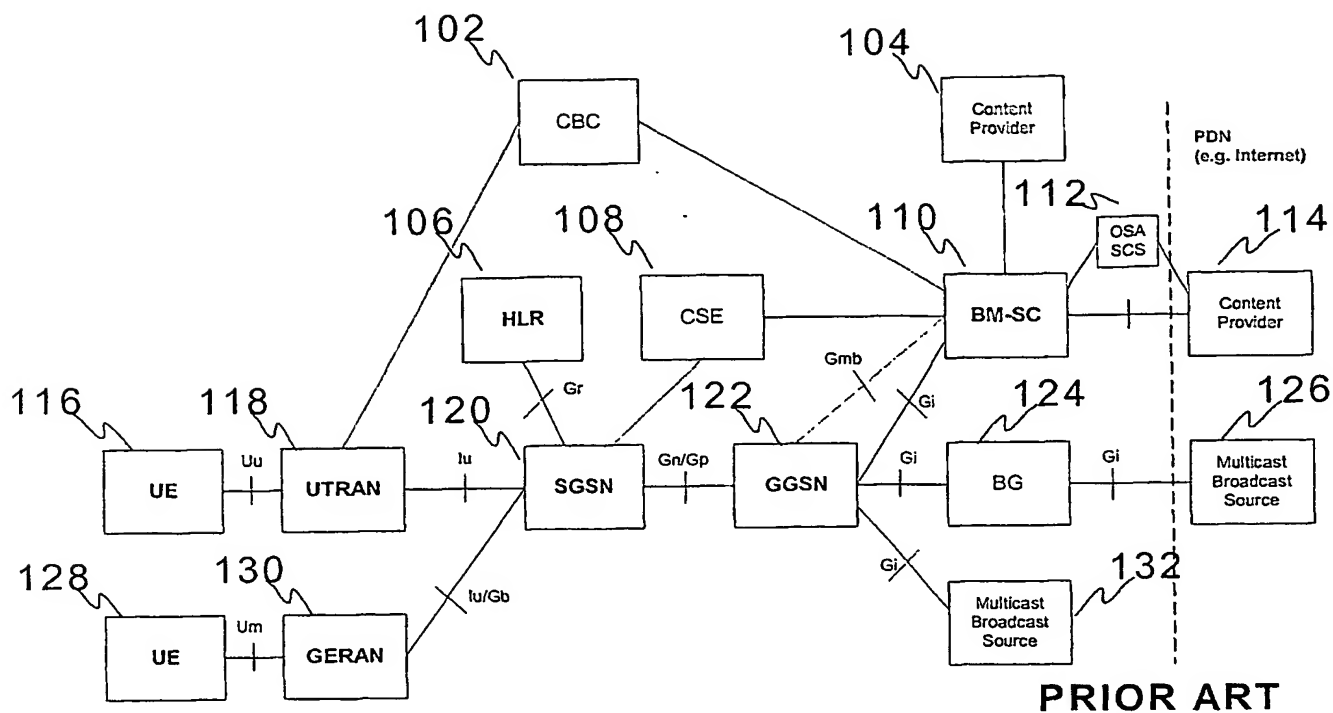 102
104
CBC
Content
Provider
PDN
(e.g. Internet)
112
106
108
110
OSA
SCS
114
HLR
CSE
BM-SC
Content
Provider
Gmb
116
118
120
Gr
122
Gi
124
126
Uu
Iu
Gn/Gp
Gi
Gi
UE
UTRAN
SGSN
GGSN
BG
Multicast
Broadcast
Source
128
130
Iu/Gb
Gi
132
Um
UE
GERAN
Multicast
Broadcast
Source
PRIOR ART